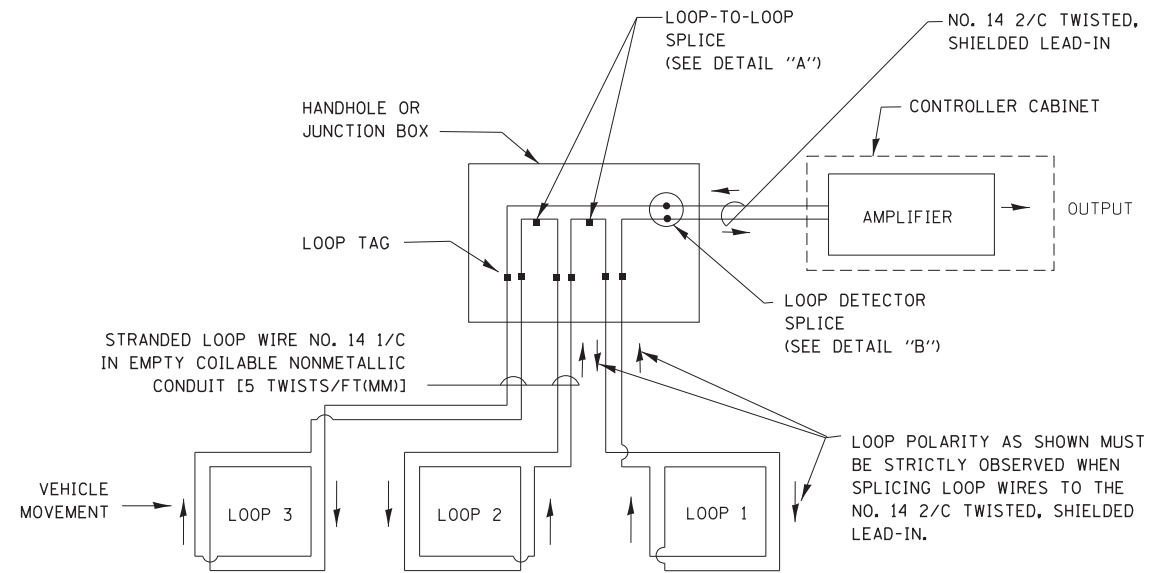 LOOP-TO-LOOP
SPLICE
(SEE DETAIL "A")
NO. 14 2/C TWISTED,
SHIELDED LEAD-IN
HANDHOLE OR
JUNCTION BOX
CONTROLLER CABINET
AMPLIFIER
OUTPUT
LOOP TAG
LOOP DETECTOR
SPLICE
(SEE DETAIL "B")
STRANDED LOOP WIRE NO. 14 1/C
IN EMPTY COILABLE NONMETALLIC
CONDUIT [5 TWISTS/FT(MM)]
LOOP POLARITY AS SHOWN MUST
BE STRICTLY OBSERVED WHEN
SPLICING LOOP WIRES TO THE
NO. 14 2/C TWISTED, SHIELDED
LEAD-IN.
VEHICLE
MOVEMENT
LOOP 3
LOOP 2
LOOP 1